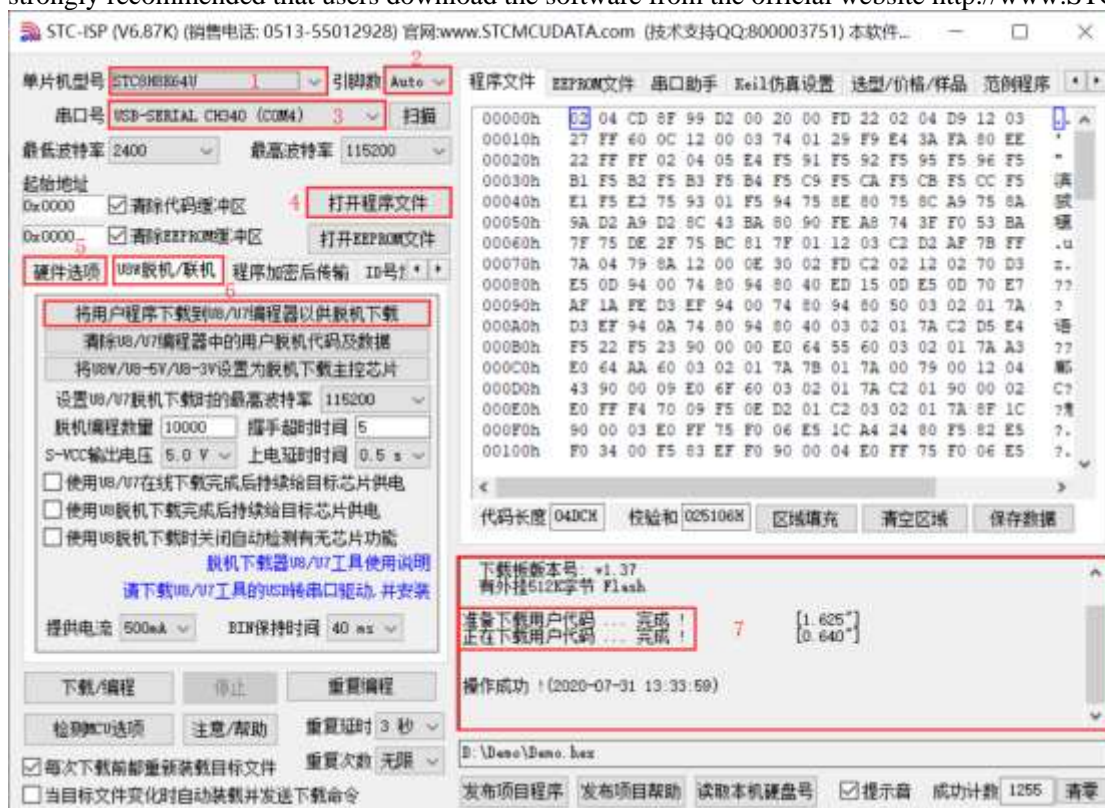 strongly recommended that users download the software from the official website http://www.STC
STC-ISP (V6.87K) (销售电话: 0513-55012928) 官网:www.STCMCUDATA.com (技术支持QQ:800003751) 本软件...
2
单片机型号 STC8H8K64U 1 引脚数 Auto
串口号 USB-SERIAL CH340 (COM4) 3 扫描
最低波特率 2400 最高波特率 115200
起始地址
0x0000 清除代码缓冲区 4 打开程序文件
0x0000 清除EEPROM缓冲区 打开EEPROM文件
5
硬件选项 U8W脱机/联机 程序加密后传输 ID号
6
将用户程序下载到U8/U7编程器以供脱机下载
清除U8/U7编程器中的用户脱机代码及数据
将U8W/U8-5V/U8-3V设置为脱机下载主控芯片
设置U8/U7脱机下载时的最高波特率 115200
脱机编程数量 10000 握手超时时间 5
S-VCC输出电压 5.0 V 上电延时时间 0.5 s
使用U8/U7在线下载完成后持续给目标芯片供电
使用U8脱机下载完成后持续给目标芯片供电
使用U8脱机下载时关闭自动检测有无芯片功能
脱机下载器U8/U7工具使用说明
请下载U8/U7工具的USB转串口驱动, 并安装
提供电流 500mA BIN保持时间 40 ms
下载/编程 停止 重复编程
检测MCU选项 注意/帮助 重复延时 3 秒
重复次数 无限
每次下载前都重新装载目标文件
当目标文件变化时自动装载并发送下载命令
程序文件 EEPROM文件 串口助手 Keil仿真设置 选型/价格/样品 范例程序
00000h 02 04 CD 8F 99 D2 00 20 00 FD 22 02 04 D9 12 03
00010h 27 FF 60 0C 12 00 03 74 01 29 F9 E4 3A FA 80 EE
00020h 22 FF FF 02 04 05 E4 F5 91 F5 92 F5 95 F5 96 F5
00030h B1 F5 B2 F5 B3 F5 B4 F5 C9 F5 CA F5 CB F5 CC F5
00040h E1 F5 E2 75 93 01 F5 94 75 8E 80 75 8C A9 75 8A
00050h 9A D2 A9 D2 8C 43 BA 80 90 FE A8 74 3F F0 53 BA
00060h 7F 75 DE 2F 75 BC 81 7F 01 12 03 C2 D2 AF 7B FF .u
00070h 7A 04 79 8A 12 00 0E 30 02 FD C2 02 12 02 70 D3 z.
00080h E5 0D 94 00 74 80 94 80 40 ED 15 0D E5 0D 70 E7 ??
00090h AF 1A FE D3 EF 94 00 74 80 94 80 50 03 02 01 7A ?
000A0h D3 EF 94 0A 74 80 94 80 40 03 02 01 7A C2 D5 E4 语
000B0h F5 22 F5 23 90 00 00 E0 64 55 60 03 02 01 7A A3 ??
000C0h E0 64 AA 60 03 02 01 7A 7B 01 7A 00 79 00 12 04
000D0h 43 90 00 09 E0 6F 60 03 02 01 7A C2 01 90 00 02 C?
000E0h E0 FF F4 70 09 F5 0E D2 01 C2 03 02 01 7A 8F 1C
000F0h 90 00 03 E0 FF 75 F0 06 E5 1C A4 24 80 F5 82 E5 ?.
00100h F0 34 00 F5 83 EF F0 90 00 04 E0 FF 75 F0 06 E5 ?.
代码长度 04DCH 校验和 025106H 区域填充 清空区域 保存数据
下载板版本号: v1.37
有外挂512K字节 Flash
准备下载用户代码 ... 完成 ! [1.625"]
正在下载用户代码 ... 完成 ! 7 [0.640"]
操作成功 !(2020-07-31 13:33:59)
D:\Demo\Demo.hex
发布项目程序 发布项目帮助 读取本机硬盘号 提示音 成功计数 1255 清零